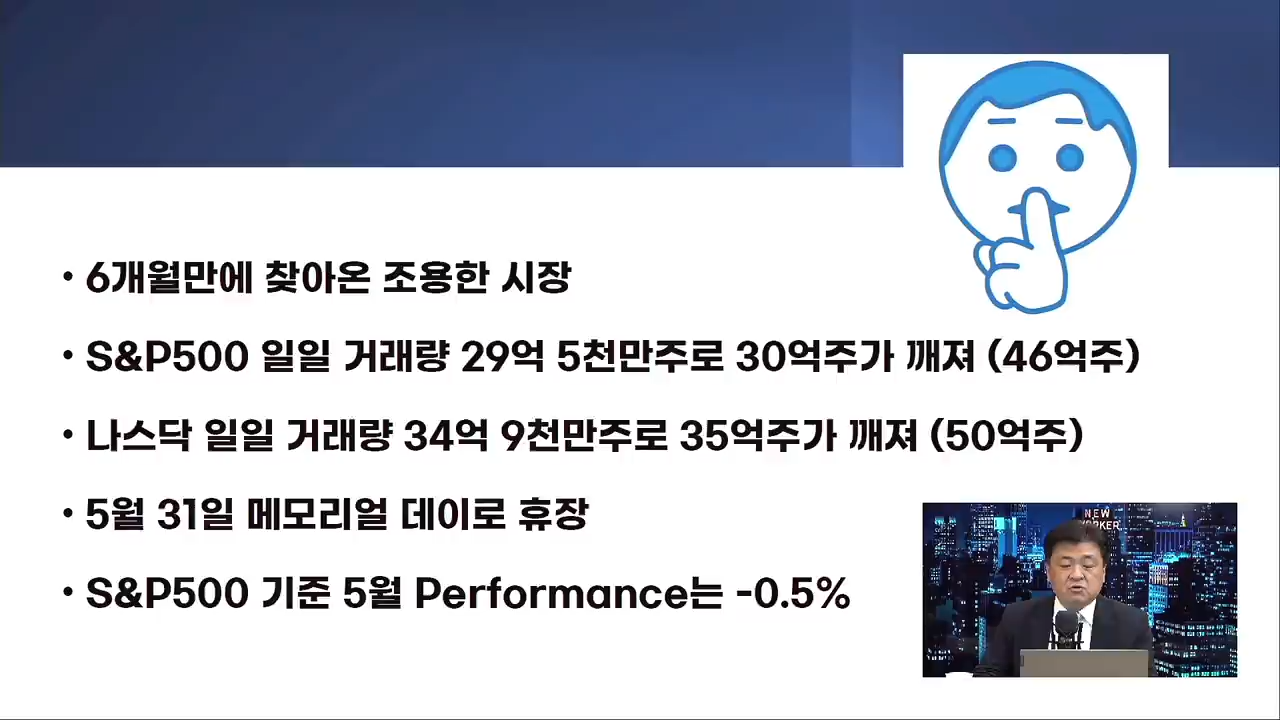 • 6개월만에 찾아온 조용한 시장
• S&P500 일일 거래량 29억 5천만주로 30억주가 깨져 (46억주)
• 나스닥 일일 거래량 34억 9천만주로 35억주가 깨져 (50억주)
• 5월 31일 메모리얼 데이로 휴장
• S&P500 기준 5월 Performance는 -0.5%
NEW
YORKER